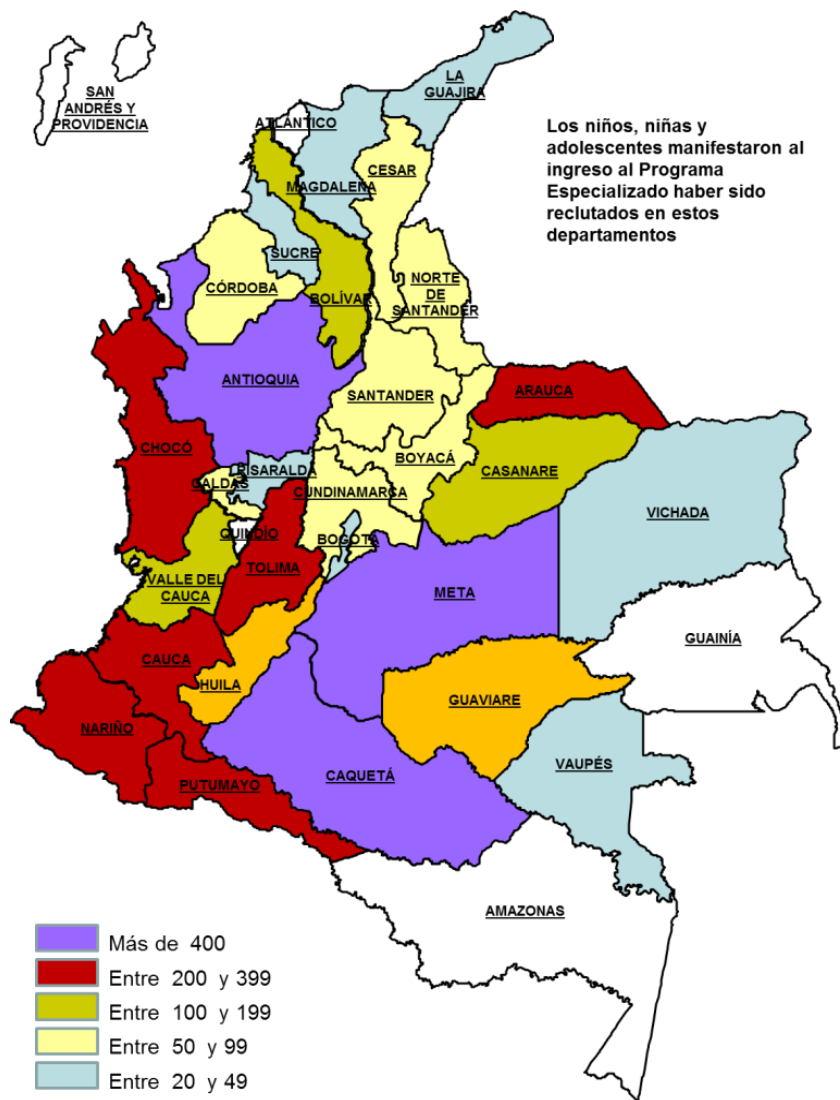 SAN
ANDRÉS Y
PROVIDENCIA
LA
GUAJIRA
ATLÁNTICO
Los niños, niñas y
adolescentes manifestaron al
ingreso al Programa
Especializado haber sido
reclutados en estos
departamentos
CESAR
MAGDALENA
SUCRE
CÓRDOBA
BOLÍVAR
NORTE
DE
SANTANDER
ANTIOQUIA
SANTANDER
ARAUCA
CHOCÓ
BOYACÁ
CASANARE
RISARALDA
CALDAS
CUNDINAMARCA
VICHADA
QUINDÍO
BOGOTÁ
TOLIMA
VALLE DEL
CAUCA
META
GUAINÍA
CAUCA
HUILA
GUAVIARE
NARIÑO
VAUPÉS
CAQUETÁ
PUTUMAYO
AMAZONAS
Más de 400
Entre 200 y 399
Entre 100 y 199
Entre 50 y 99
Entre 20 y 49